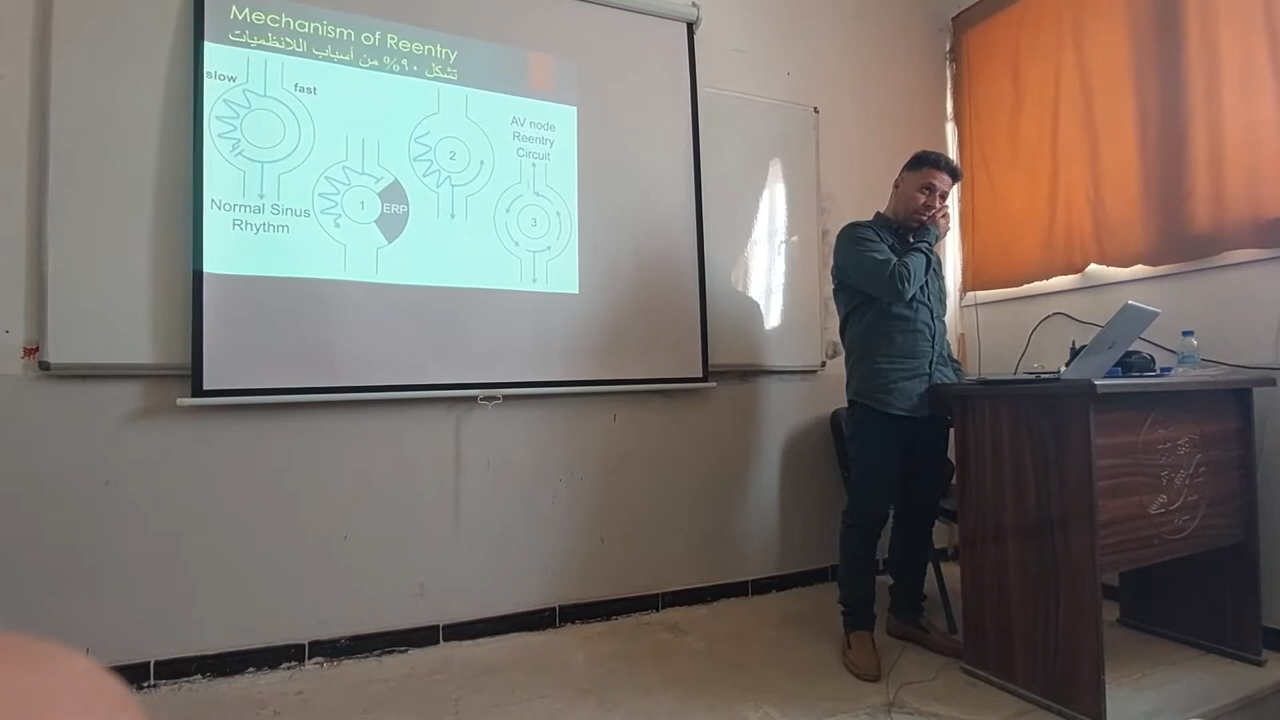 Mechanism of Reentry
تشكل ٩٠% من أسباب اللانظميات
slow
fast
Normal Sinus
Rhythm
1
ERP
2
AV node
Reentry
Circuit
3